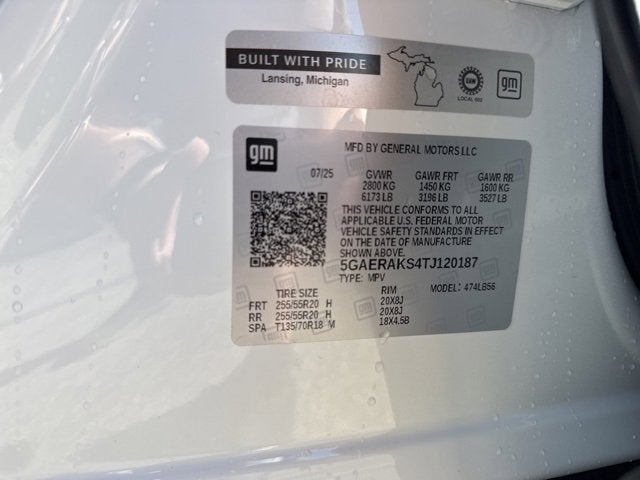 BUILT WITH PRIDE
Lansing, Michigan
UAW
LOCAL 602
gm
gm
MFD BY GENERAL MOTORS LLC
07/25 GVWR GAWR FRT GAWR RR
2800 KG 1450 KG 1600 KG
6173 LB 3196 LB 3527 LB
THIS VEHICLE CONFORMS TO ALL
APPLICABLE U.S. FEDERAL MOTOR
VEHICLE SAFETY STANDARDS IN EFFECT
ON THE DATE OF MANUFACTURE
SHOWN ABOVE.
5GAERAKS4TJ120187
TYPE: MPV MODEL: 474LB56
TIRE SIZE RIM
FRT 255/55R20 H 20X8J
RR 255/55R20 H 20X8J
SPA T135/70R18 M 18X4.5B